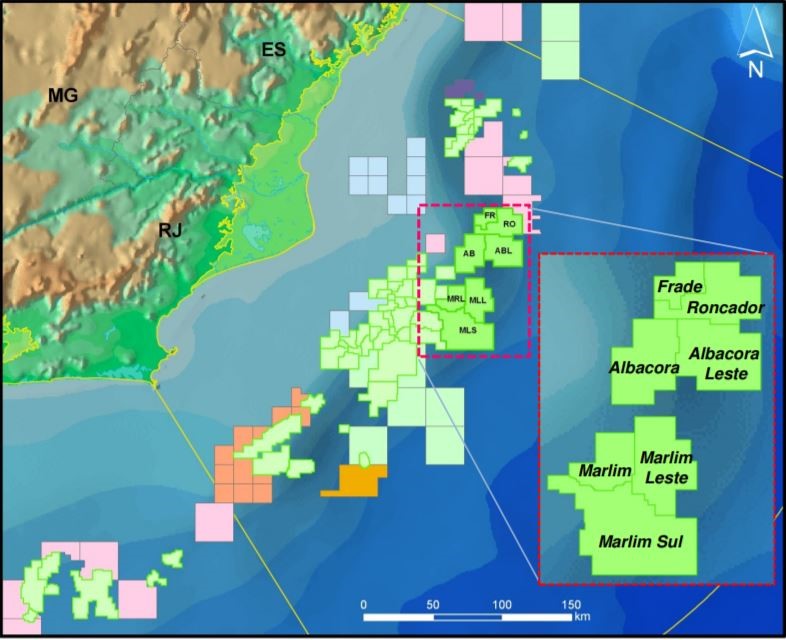 ES
MG
N
RJ
FR
RO
AB
ABL
MRL
MLL
MLS
Frade
Roncador
Albacora
Albacora
Leste
Marlim
Marlim
Leste
Marlim Sul
0 50 100 150
km